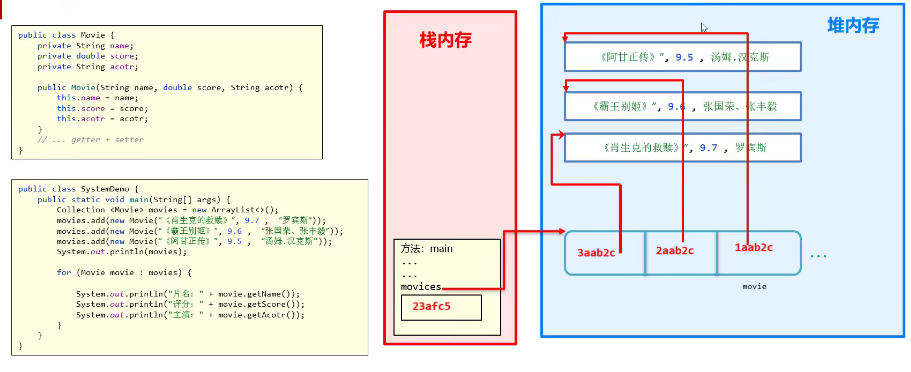 public class Movie {
private String name;
private double score;
private String acotr;
public Movie(String name, double score, String acotr) {
this.name = name;
this.score = score;
this.acotr = acotr;
}
// ... getter + setter
}
public class SystemDemo {
public static void main(String[] args) {
Collection <Movie> movies = new ArrayList<>();
movies.add(new Movie("《肖生克的救赎》", 9.7 , "罗宾斯"));
movies.add(new Movie("《霸王别姬》", 9.6 , "张国荣、张丰毅"));
movies.add(new Movie("《阿甘正传》", 9.5 , "汤姆.汉克斯"));
System.out.println(movies);
for (Movie movie : movies) {
System.out.println("片名：" + movie.getName());
System.out.println("评分：" + movie.getScore());
System.out.println("主演：" + movie.getAcotr());
}
}
}
栈内存
方法：main
...
...
movices
23afc5
堆内存
《阿甘正传》", 9.5 , 汤姆.汉克斯
《霸王别姬》", 9.6 , 张国荣、张丰毅
《肖生克的救赎》", 9.7 , 罗宾斯
3aab2c 2aab2c 1aab2c ...
movie